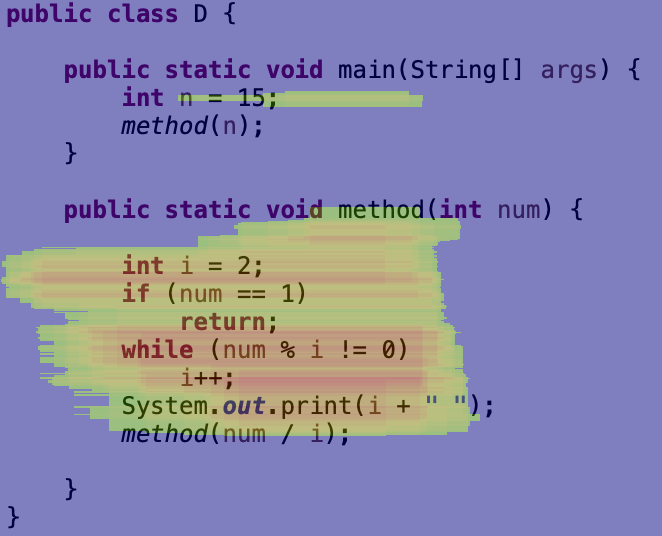 public class D {
public static void main(String[] args) {
int n = 15;
method(n);
}
public static void method(int num) {
int i = 2;
if (num == 1)
return;
while (num % i != 0)
i++;
System.out.print(i + " ");
method(num / i);
}
}